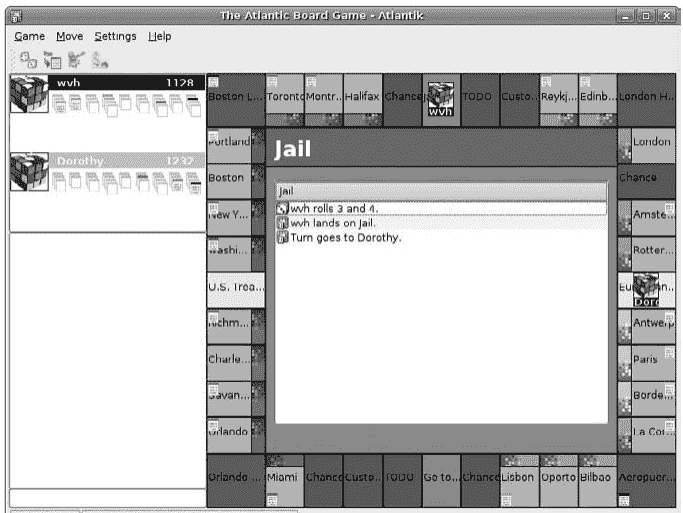 The Atlantic Board Game - Atlantik
Game Move Settings Help
wvh 1128
Dorothy 1232
Boston L...
Toronto
Montr...
Halifax
Chance
wvh
TODO
Custo...
Reykj...
Edinb...
London H...
Portland
Boston
New Y...
Washi...
U.S. Trea...
Richm...
Charle...
Savan...
Orlando
Jail
Jail
wvh rolls 3 and 4.
wvh lands on Jail.
Turn goes to Dorothy.
London
Chance
Amste...
Rotter...
Antwerp
Paris
Borde...
La Cor...
Orlando ...
Miami
Chance
Custo...
TODO
Go to...
Chance
Lisbon
Oporto
Bilbao
Aeropuer...